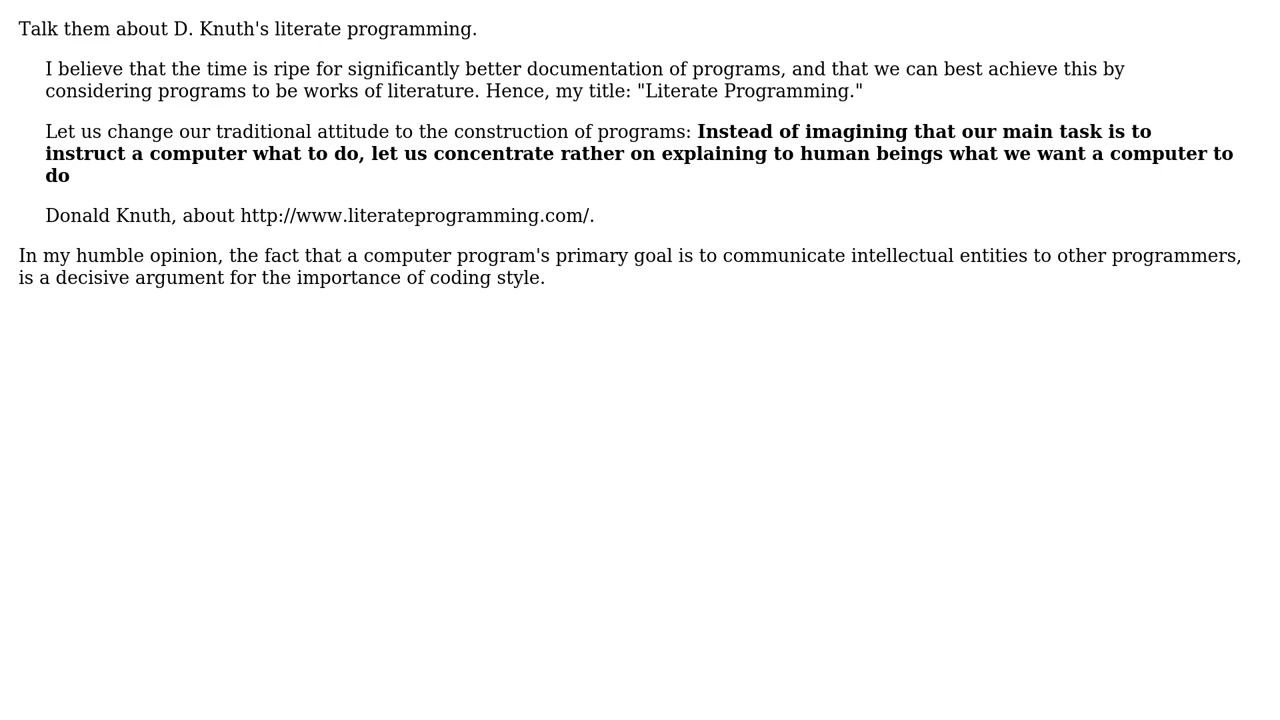 Talk them about D. Knuth's literate programming.
I believe that the time is ripe for significantly better documentation of programs, and that we can best achieve this by
considering programs to be works of literature. Hence, my title: "Literate Programming."
Let us change our traditional attitude to the construction of programs: Instead of imagining that our main task is to
instruct a computer what to do, let us concentrate rather on explaining to human beings what we want a computer to
do
Donald Knuth, about http://www.literateprogramming.com/.
In my humble opinion, the fact that a computer program's primary goal is to communicate intellectual entities to other programmers,
is a decisive argument for the importance of coding style.